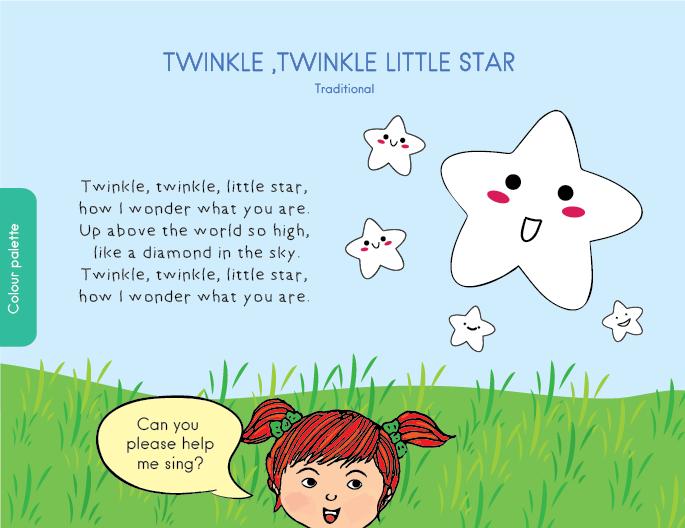 TWINKLE ,TWINKLE LITTLE STAR
Traditional
Twinkle, twinkle, little star,
how I wonder what you are.
Up above the world so high,
like a diamond in the sky.
Twinkle, twinkle, little star,
how I wonder what you are.
Colour palette
Can you
please help
me sing?